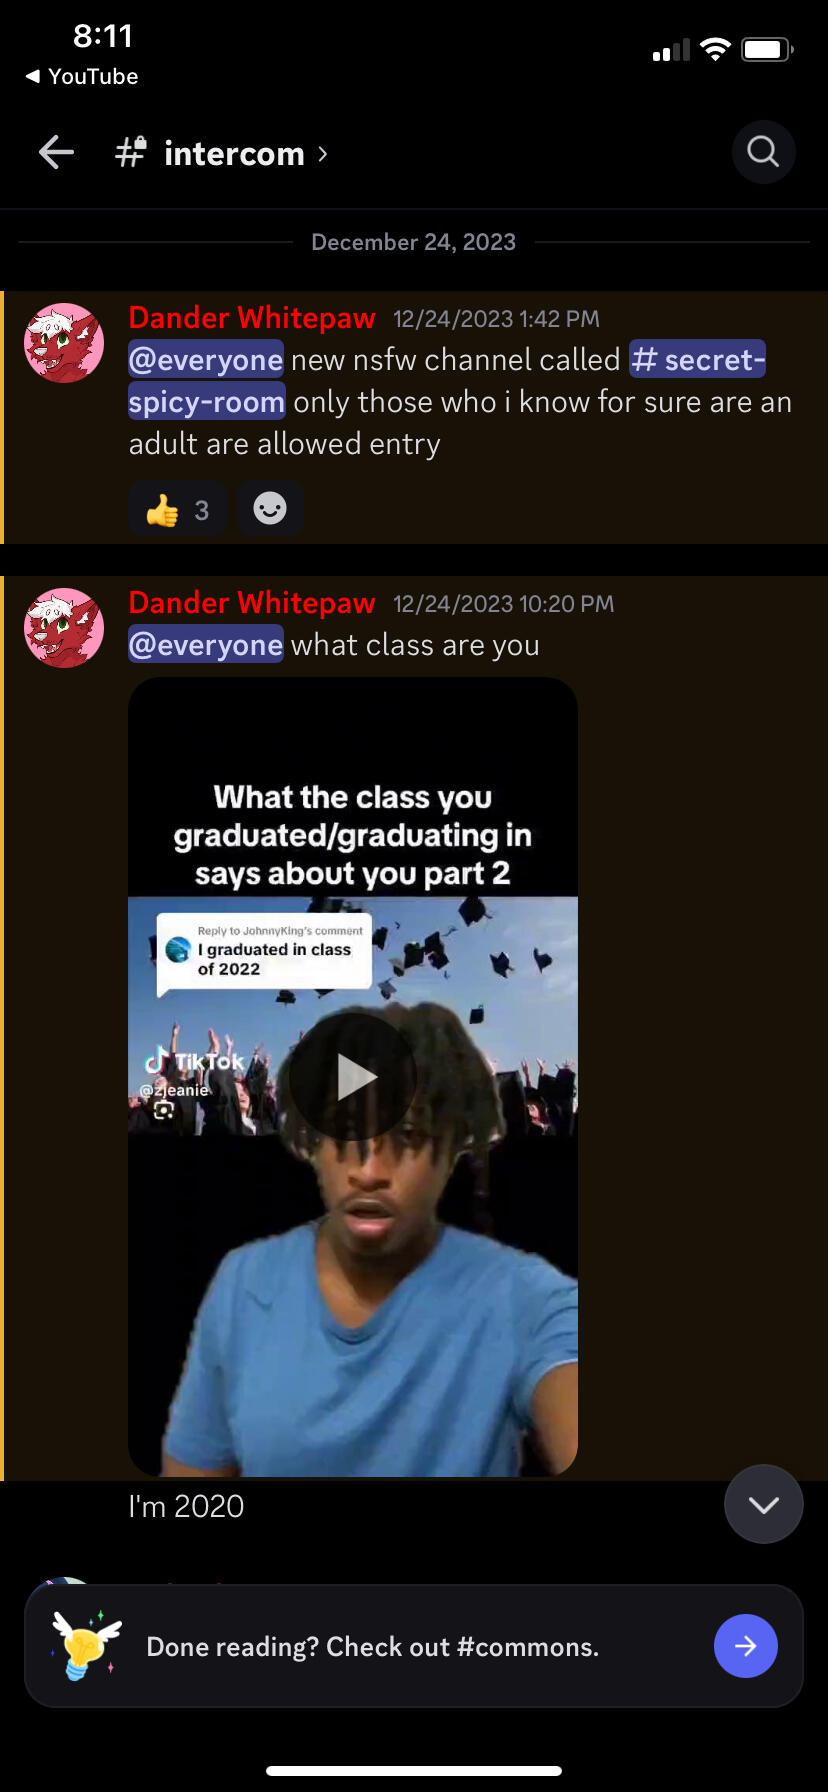 8:11
◀ YouTube
# intercom ›
December 24, 2023
Dander Whitepaw 12/24/2023 1:42 PM
@everyone new nsfw channel called # secret-
spicy-room only those who i know for sure are an
adult are allowed entry
👍 3
Dander Whitepaw 12/24/2023 10:20 PM
@everyone what class are you
What the class you
graduated/graduating in
says about you part 2
Reply to JohnnyKing's comment
I graduated in class
of 2022
TikTok
@zjeanie
I'm 2020
Done reading? Check out #commons.